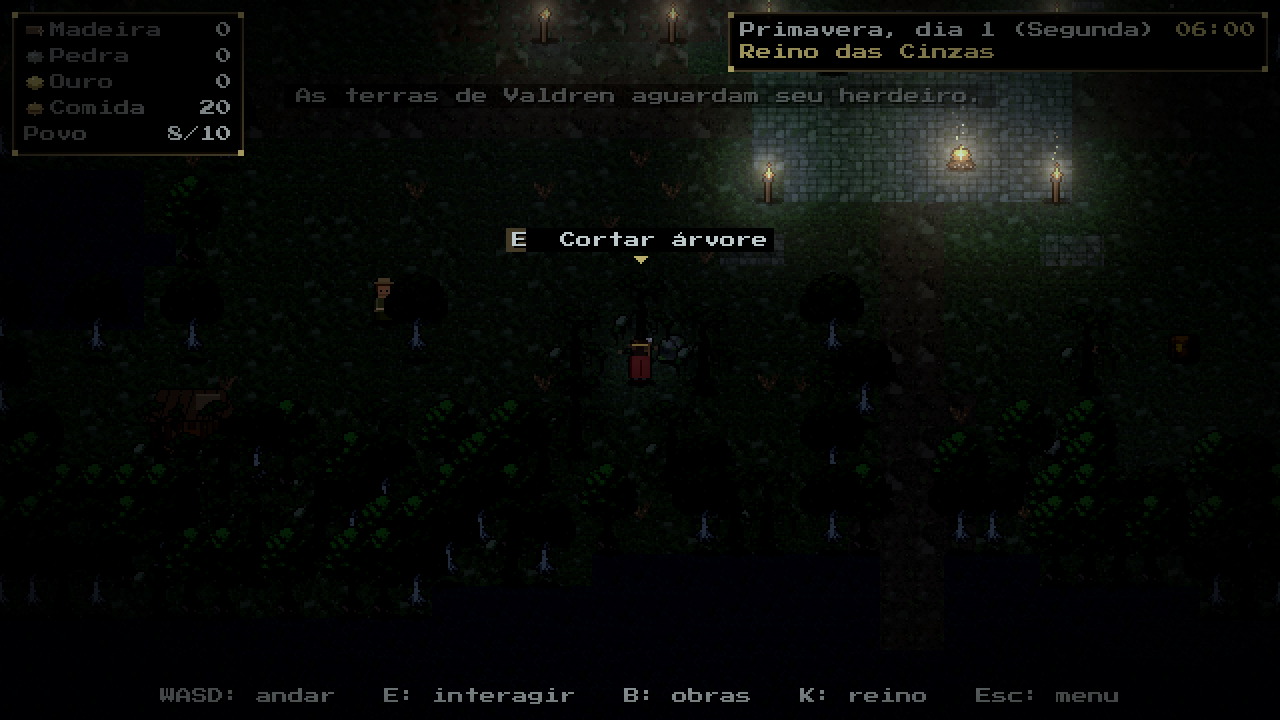 Madeira 0
Pedra 0
Ouro 0
Comida 20
Povo 8/10
Primavera, dia 1 (Segunda) 06:00
Reino das Cinzas
As terras de Valdren aguardam seu herdeiro.
E Cortar árvore
WASD: andar E: interagir B: obras K: reino Esc: menu